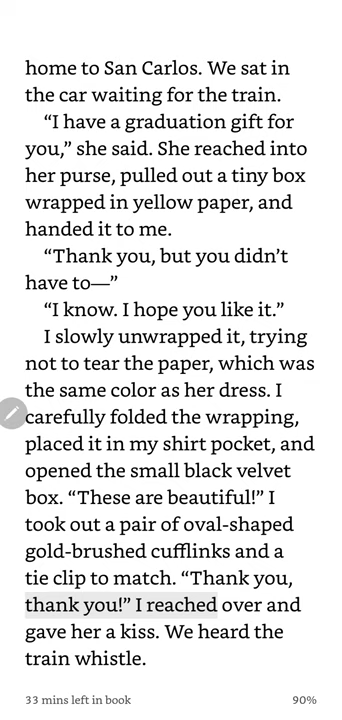 home to San Carlos. We sat in
the car waiting for the train.
“I have a graduation gift for
you,” she said. She reached into
her purse, pulled out a tiny box
wrapped in yellow paper, and
handed it to me.
“Thank you, but you didn’t
have to—”
“I know. I hope you like it.”
I slowly unwrapped it, trying
not to tear the paper, which was
the same color as her dress. I
carefully folded the wrapping,
placed it in my shirt pocket, and
opened the small black velvet
box. “These are beautiful!” I
took out a pair of oval-shaped
gold-brushed cufflinks and a
tie clip to match. “Thank you,
thank you!” I reached over and
gave her a kiss. We heard the
train whistle.
33 mins left in book 90%